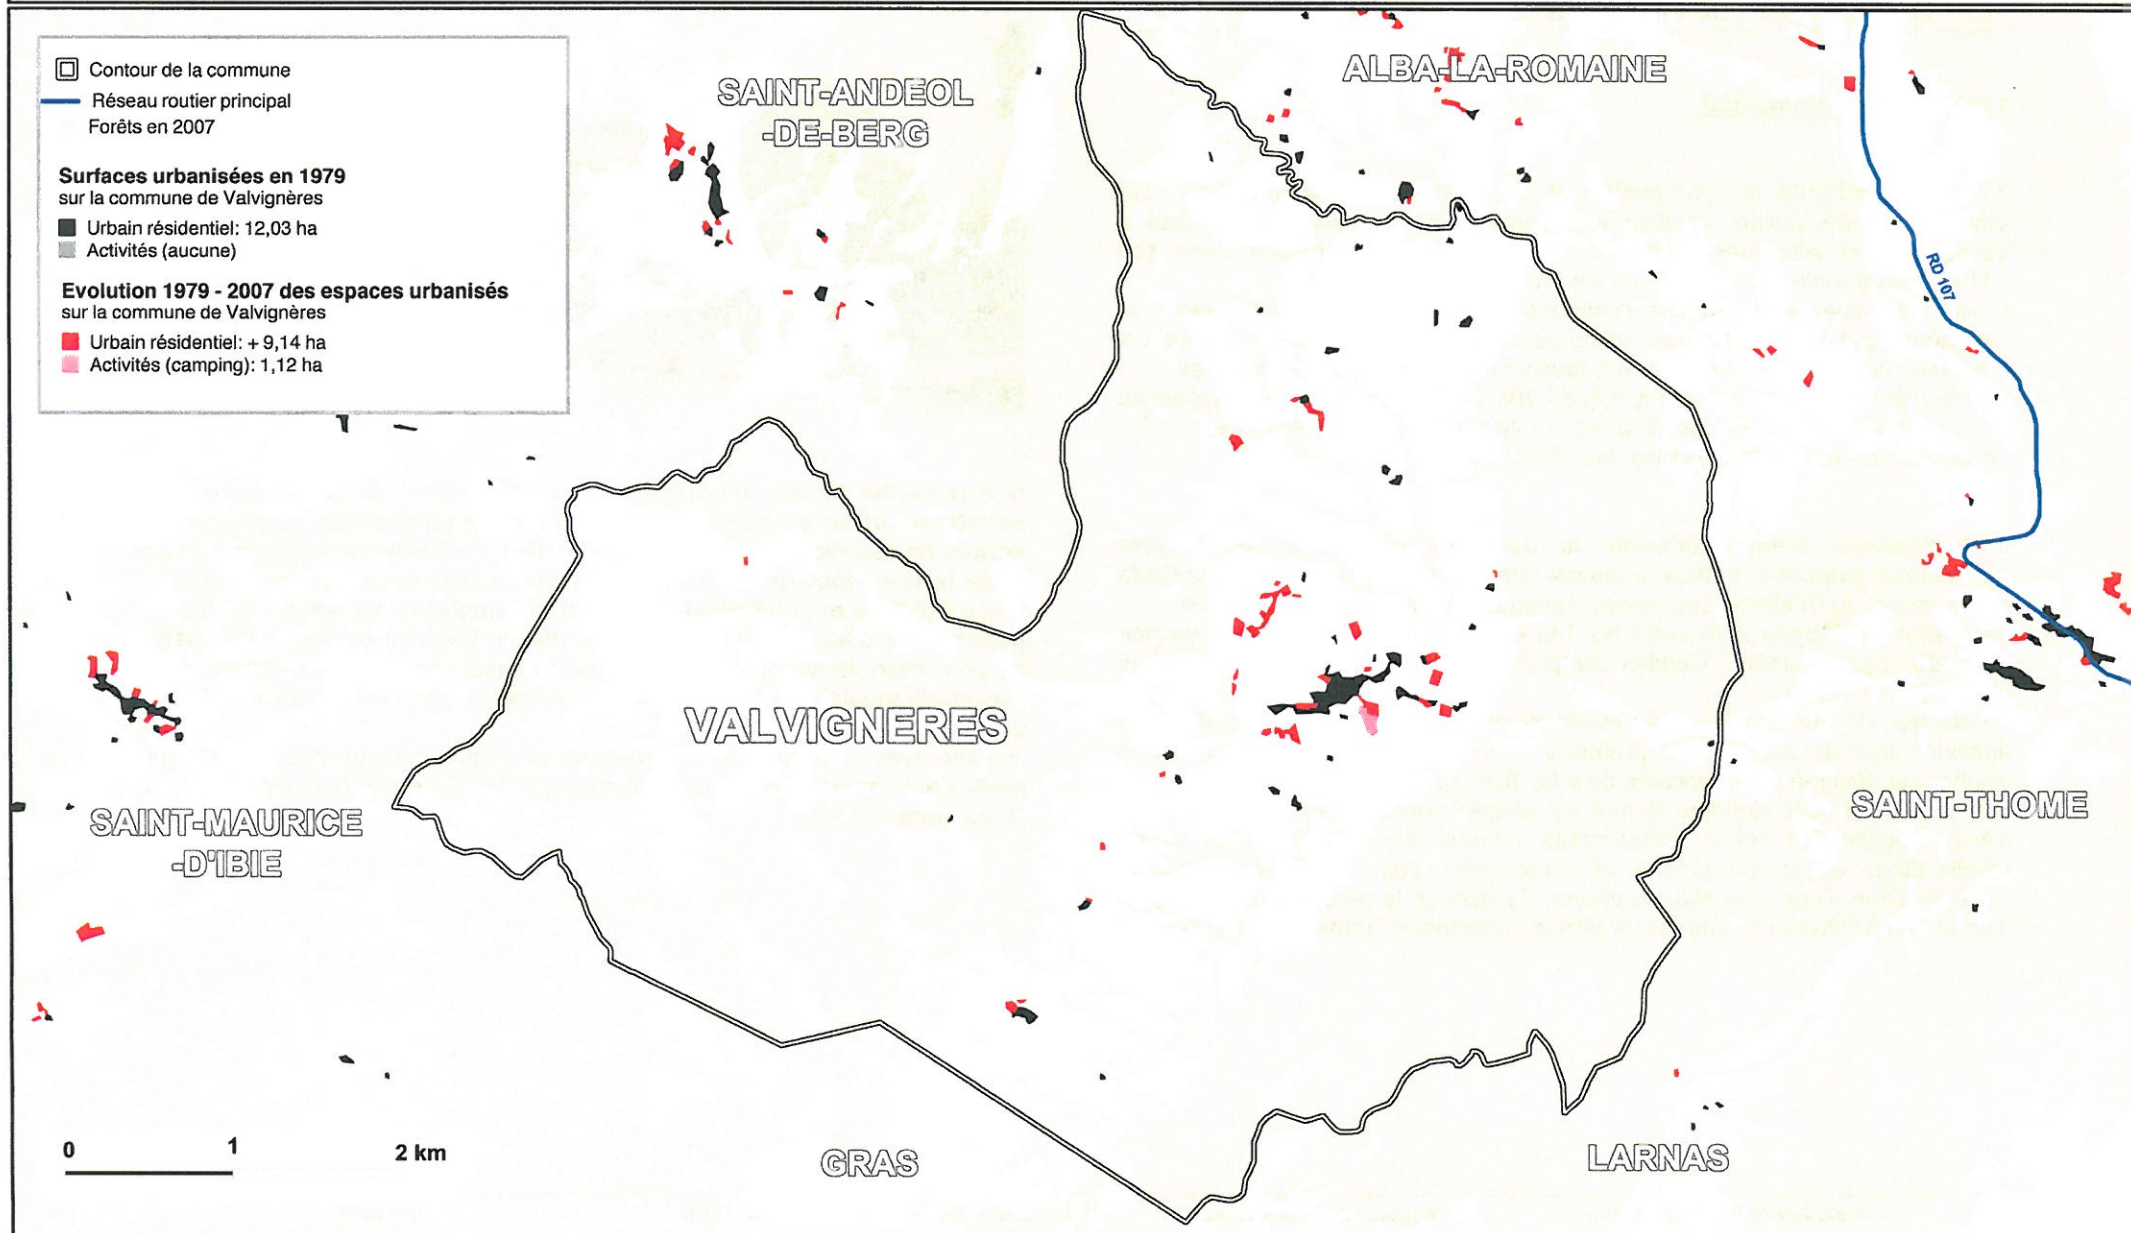 Contour de la commune
Réseau routier principal
Forêts en 2007
Surfaces urbanisées en 1979
sur la commune de Valvignères
Urbain résidentiel: 12,03 ha
Activités (aucune)
Evolution 1979 - 2007 des espaces urbanisés
sur la commune de Valvignères
Urbain résidentiel: + 9,14 ha
Activités (camping): 1,12 ha
SAINT-ANDEOL
-DE-BERG
ALBA-LA-ROMAINE
RD 107
VALVIGNERES
SAINT-MAURICE
-D'IBIE
SAINT-THOME
GRAS
LARNAS
0 1 2 km